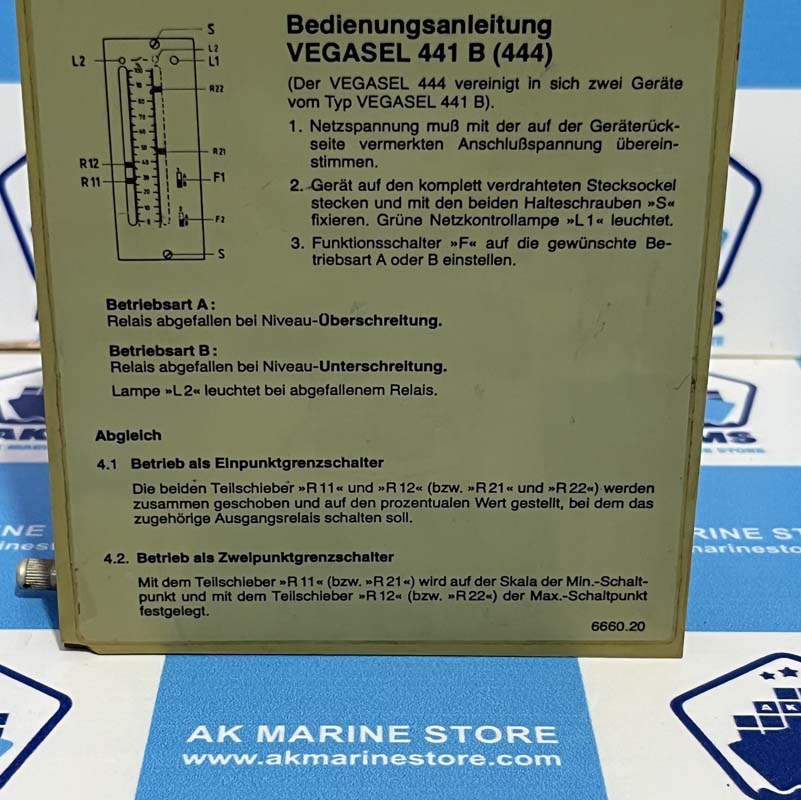 Bedienungsanleitung
VEGASEL 441 B (444)
(Der VEGASEL 444 vereinigt in sich zwei Geräte
vom Typ VEGASEL 441 B).
1. Netzspannung muß mit der auf der Geräterück-
seite vermerkten Anschlußspannung überein-
stimmen.
2. Gerät auf den komplett verdrahteten Stecksockel
stecken und mit den beiden Halteschrauben »S«
fixieren. Grüne Netzkontrollampe »L1« leuchtet.
3. Funktionsschalter »F« auf die gewünschte Be-
triebsart A oder B einstellen.
S
L2
L2
L1
R22
R12
R21
R11
F1
F2
S
Betriebsart A:
Relais abgefallen bei Niveau-Überschreitung.
Betriebsart B:
Relais abgefallen bei Niveau-Unterschreitung.
Lampe »L2« leuchtet bei abgefallenem Relais.
Abgleich
4.1 Betrieb als Einpunktgrenzschalter
Die beiden Teilschieber »R11« und »R12« (bzw. »R21« und »R22«) werden
zusammen geschoben und auf den prozentualen Wert gestellt, bei dem das
zugehörige Ausgangsrelais schalten soll.
4.2. Betrieb als Zweipunktgrenzschalter
Mit dem Teilschieber »R11« (bzw. »R21«) wird auf der Skala der Min.-Schalt-
punkt und mit dem Teilschieber »R12« (bzw. »R22«) der Max.-Schaltpunkt
festgelegt.
6660.20
AK MARINE STORE
www.akmarinestore.com